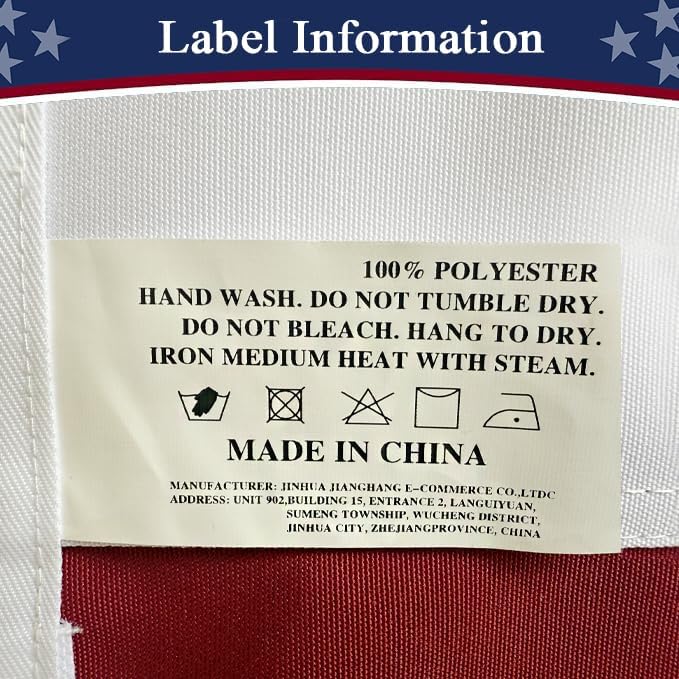 Label Information
100% POLYESTER
HAND WASH. DO NOT TUMBLE DRY.
DO NOT BLEACH. HANG TO DRY.
IRON MEDIUM HEAT WITH STEAM.
MADE IN CHINA
MANUFACTURER: JINHUA JIANGHANG E-COMMERCE CO.,LTDC
ADDRESS: UNIT 902,BUILDING 15, ENTRANCE 2, LANGUIYUAN,
SUMENG TOWNSHIP, WUCHENG DISTRICT,
JINHUA CITY, ZHEJIANGPROVINCE, CHINA